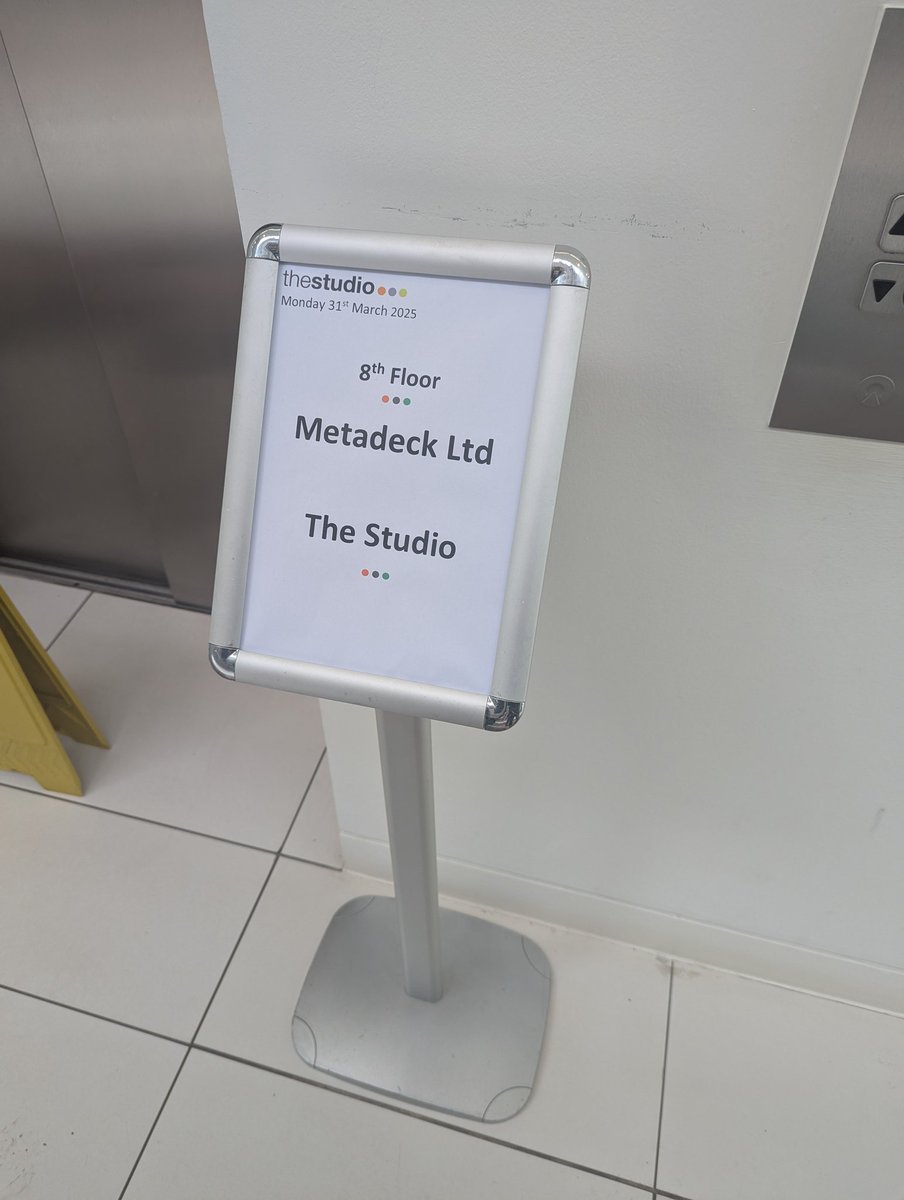 thestudio
Monday 31st March 2025
8th Floor
Metadeck Ltd
The Studio